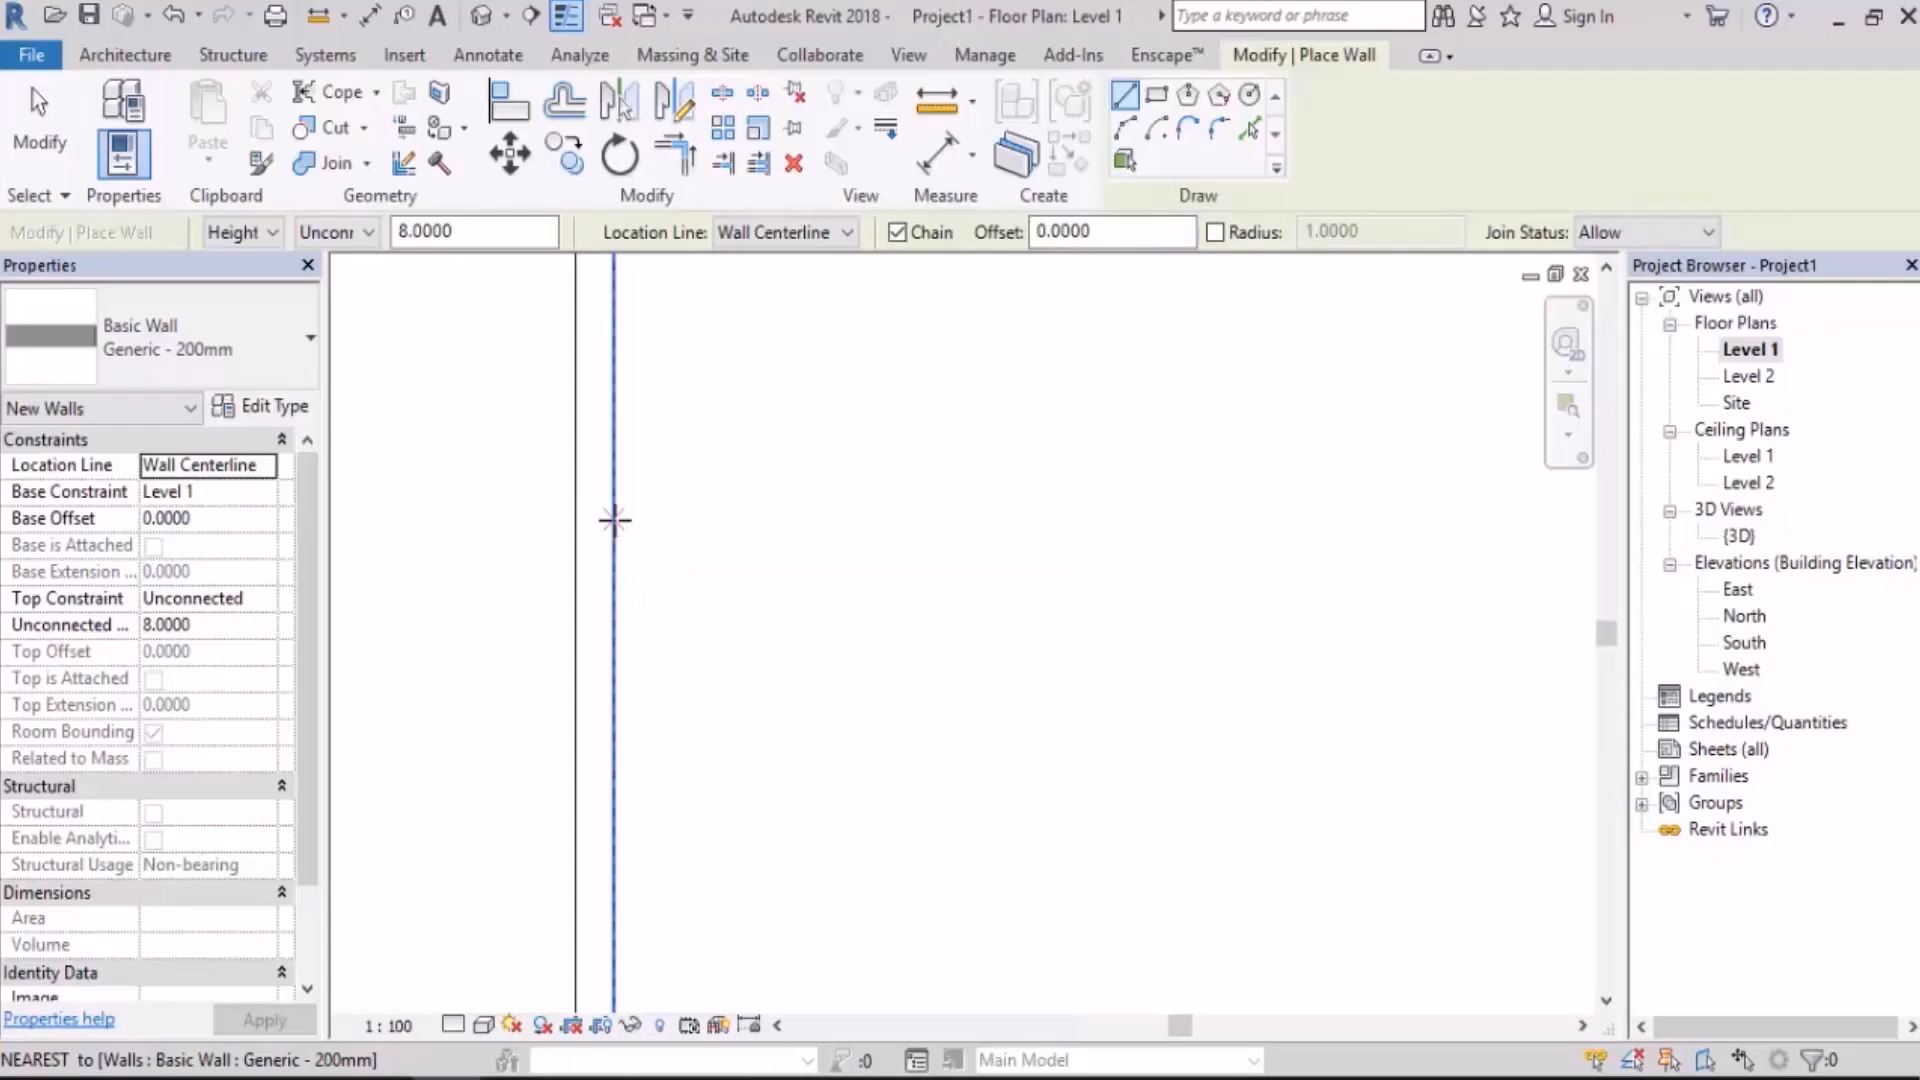 Autodesk Revit 2018 - Project1 - Floor Plan: Level 1 Type a keyword or phrase Sign In
File Architecture Structure Systems Insert Annotate Analyze Massing & Site Collaborate View Manage Add-Ins Enscape™ Modify | Place Wall
Modify Paste Cope Cut Join
Select Properties Clipboard Geometry Modify View Measure Create Draw
Modify | Place Wall Height Unconr 8.0000 Location Line: Wall Centerline Chain Offset: 0.0000 Radius: 1.0000 Join Status: Allow
Properties
Basic Wall
Generic - 200mm
New Walls Edit Type
Constraints
Location Line Wall Centerline
Base Constraint Level 1
Base Offset 0.0000
Base is Attached
Base Extension ... 0.0000
Top Constraint Unconnected
Unconnected ... 8.0000
Top Offset 0.0000
Top is Attached
Top Extension ... 0.0000
Room Bounding
Related to Mass
Structural
Structural
Enable Analyti...
Structural Usage Non-bearing
Dimensions
Area
Volume
Identity Data
Image
Properties help Apply
2D
1 : 100
Project Browser - Project1
Views (all)
Floor Plans
Level 1
Level 2
Site
Ceiling Plans
Level 1
Level 2
3D Views
{3D}
Elevations (Building Elevation)
East
North
South
West
Legends
Schedules/Quantities
Sheets (all)
Families
Groups
Revit Links
NEAREST to [Walls : Basic Wall : Generic - 200mm] :0 Main Model :0